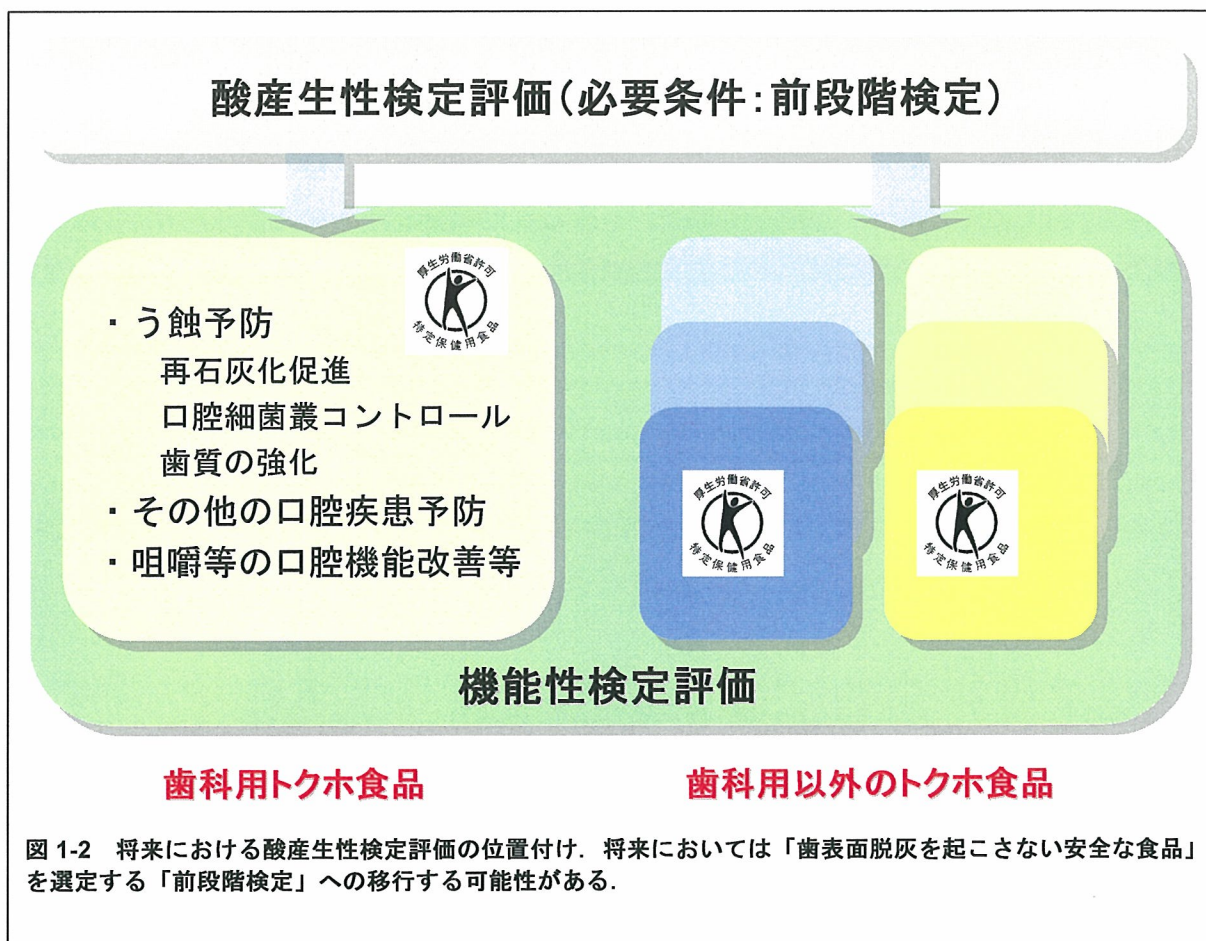 酸産生性検定評価(必要条件:前段階検定)
厚生労働省許可
特定保健用食品
・う蝕予防
再石灰化促進
口腔細菌叢コントロール
歯質の強化
・その他の口腔疾患予防
・咀嚼等の口腔機能改善等
厚生労働省許可
特定保健用食品
厚生労働省許可
特定保健用食品
機能性検定評価
歯科用トクホ食品
歯科用以外のトクホ食品
図 1-2 将来における酸産生性検定評価の位置付け. 将来においては「歯表面脱灰を起こさない安全な食品」
を選定する「前段階検定」への移行する可能性がある.